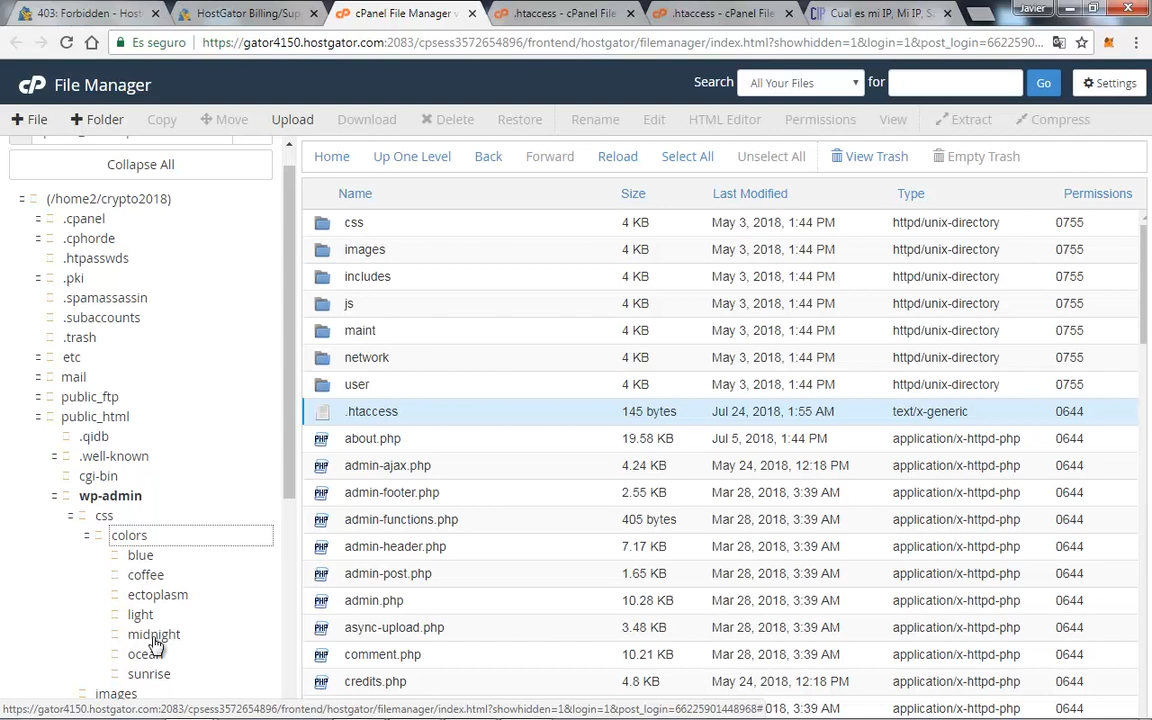 403: Forbidden - Host
HostGator Billing/Sup
cPanel File Manager v
.htaccess - cPanel File
.htaccess - cPanel File
Cual es mi IP, Mi IP, S
Javier
Es seguro
https://gator4150.hostgator.com:2083/cpsess3572654896/frontend/hostgator/filemanager/index.html?showhidden=1&login=1&post_login=6622590...
cP File Manager
Search
All Your Files
for
Go
Settings
File
Folder
Copy
Move
Upload
Download
Delete
Restore
Rename
Edit
HTML Editor
Permissions
View
Extract
Compress
Collapse All
Home
Up One Level
Back
Forward
Reload
Select All
Unselect All
View Trash
Empty Trash
(/home2/crypto2018)
.cpanel
.cphorde
.htpasswds
.pki
.spamassassin
.subaccounts
.trash
etc
mail
public_ftp
public_html
.qidb
.well-known
cgi-bin
wp-admin
css
colors
blue
coffee
ectoplasm
light
midnight
ocean
sunrise
images
Name Size Last Modified Type Permissions
css 4 KB May 3, 2018, 1:44 PM httpd/unix-directory 0755
images 4 KB May 3, 2018, 1:44 PM httpd/unix-directory 0755
includes 4 KB May 3, 2018, 1:44 PM httpd/unix-directory 0755
js 4 KB May 3, 2018, 1:44 PM httpd/unix-directory 0755
maint 4 KB May 3, 2018, 1:44 PM httpd/unix-directory 0755
network 4 KB May 3, 2018, 1:44 PM httpd/unix-directory 0755
user 4 KB May 3, 2018, 1:44 PM httpd/unix-directory 0755
.htaccess 145 bytes Jul 24, 2018, 1:55 AM text/x-generic 0644
about.php 19.58 KB Jul 5, 2018, 1:44 PM application/x-httpd-php 0644
admin-ajax.php 4.24 KB May 24, 2018, 12:18 PM application/x-httpd-php 0644
admin-footer.php 2.55 KB Mar 28, 2018, 3:39 AM application/x-httpd-php 0644
admin-functions.php 405 bytes Mar 28, 2018, 3:39 AM application/x-httpd-php 0644
admin-header.php 7.17 KB Mar 28, 2018, 3:39 AM application/x-httpd-php 0644
admin-post.php 1.65 KB Mar 28, 2018, 3:39 AM application/x-httpd-php 0644
admin.php 10.28 KB Mar 28, 2018, 3:39 AM application/x-httpd-php 0644
async-upload.php 3.48 KB Mar 28, 2018, 3:39 AM application/x-httpd-php 0644
comment.php 10.21 KB Mar 28, 2018, 3:39 AM application/x-httpd-php 0644
credits.php 4.8 KB May 24, 2018, 12:18 PM application/x-httpd-php 0644
https://gator4150.hostgator.com:2083/cpsess3572654896/frontend/hostgator/filemanager/index.html?showhidden=1&login=1&post_login=66225901448968#